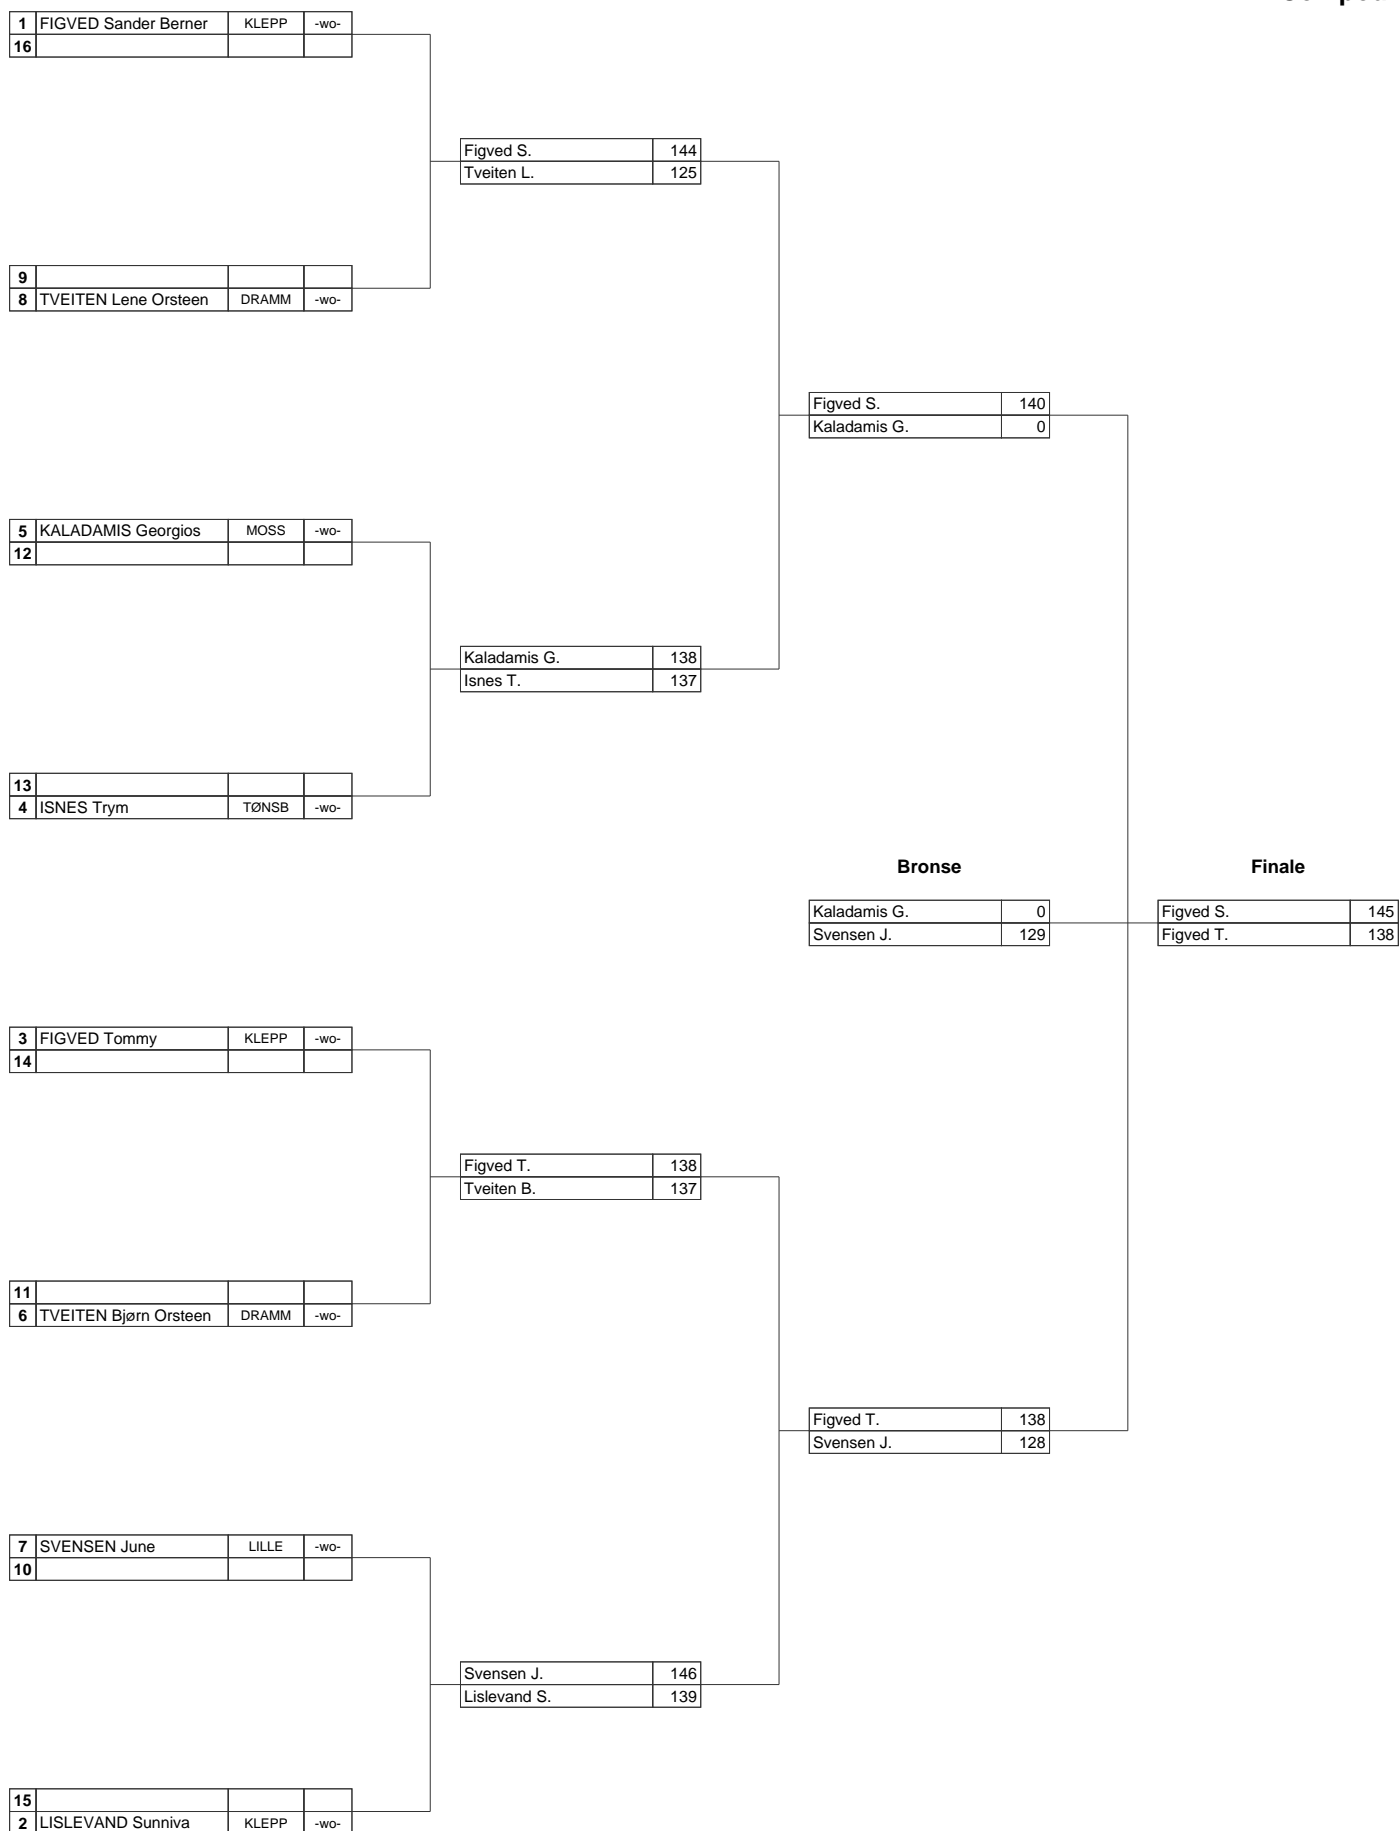 1 FIGVED Sander Berner KLEPP -wo-
16
Figved S. 144
Tveiten L. 125
9
8 TVEITEN Lene Orsteen DRAMM -wo-
Figved S. 140
Kaladamis G. 0
5 KALADAMIS Georgios MOSS -wo-
12
Kaladamis G. 138
Isnes T. 137
13
4 ISNES Trym TØNSB -wo-
Bronse Finale
Kaladamis G. 0 Figved S. 145
Svensen J. 129 Figved T. 138
3 FIGVED Tommy KLEPP -wo-
14
Figved T. 138
Tveiten B. 137
11
6 TVEITEN Bjørn Orsteen DRAMM -wo-
Figved T. 138
Svensen J. 128
7 SVENSEN June LILLE -wo-
10
Svensen J. 146
Lislevand S. 139
15
2 LISLEVAND Sunniva KLEPP -wo-